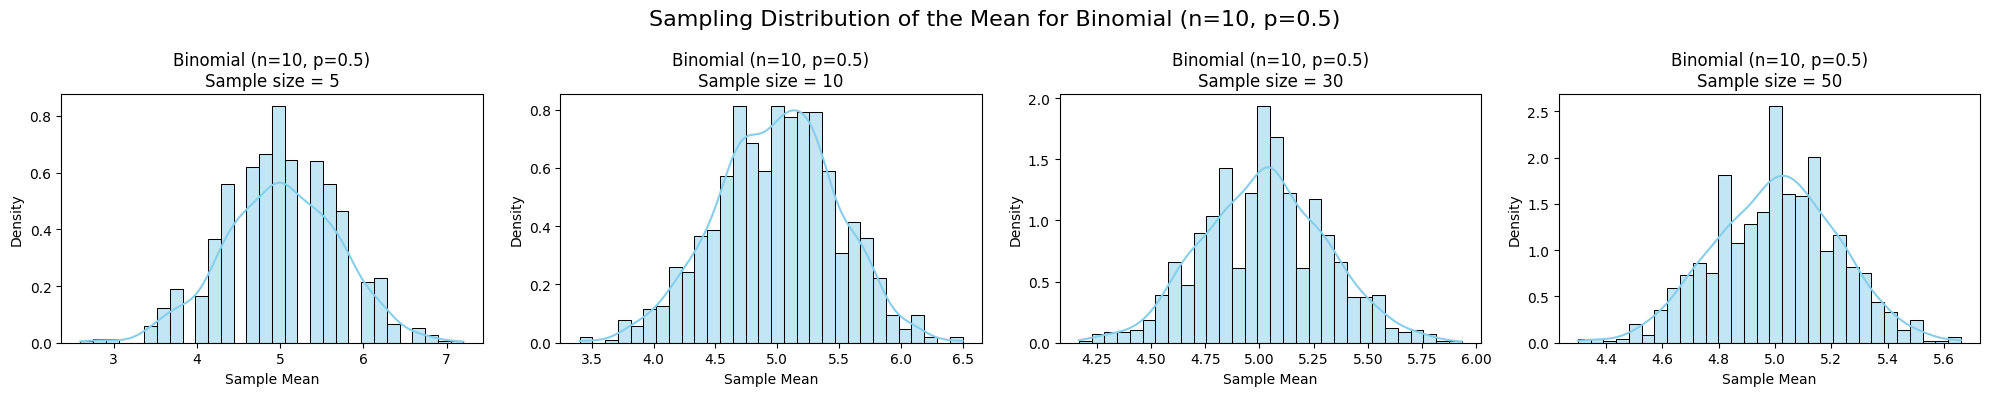 Sampling Distribution of the Mean for Binomial (n=10, p=0.5)
Binomial (n=10, p=0.5)
Sample size = 5
Density
0.8
0.6
0.4
0.2
0.0
3 4 5 6 7
Sample Mean
Binomial (n=10, p=0.5)
Sample size = 10
Density
0.8
0.6
0.4
0.2
0.0
3.5 4.0 4.5 5.0 5.5 6.0 6.5
Sample Mean
Binomial (n=10, p=0.5)
Sample size = 30
Density
2.0
1.5
1.0
0.5
0.0
4.25 4.50 4.75 5.00 5.25 5.50 5.75 6.00
Sample Mean
Binomial (n=10, p=0.5)
Sample size = 50
Density
2.5
2.0
1.5
1.0
0.5
0.0
4.4 4.6 4.8 5.0 5.2 5.4 5.6
Sample Mean